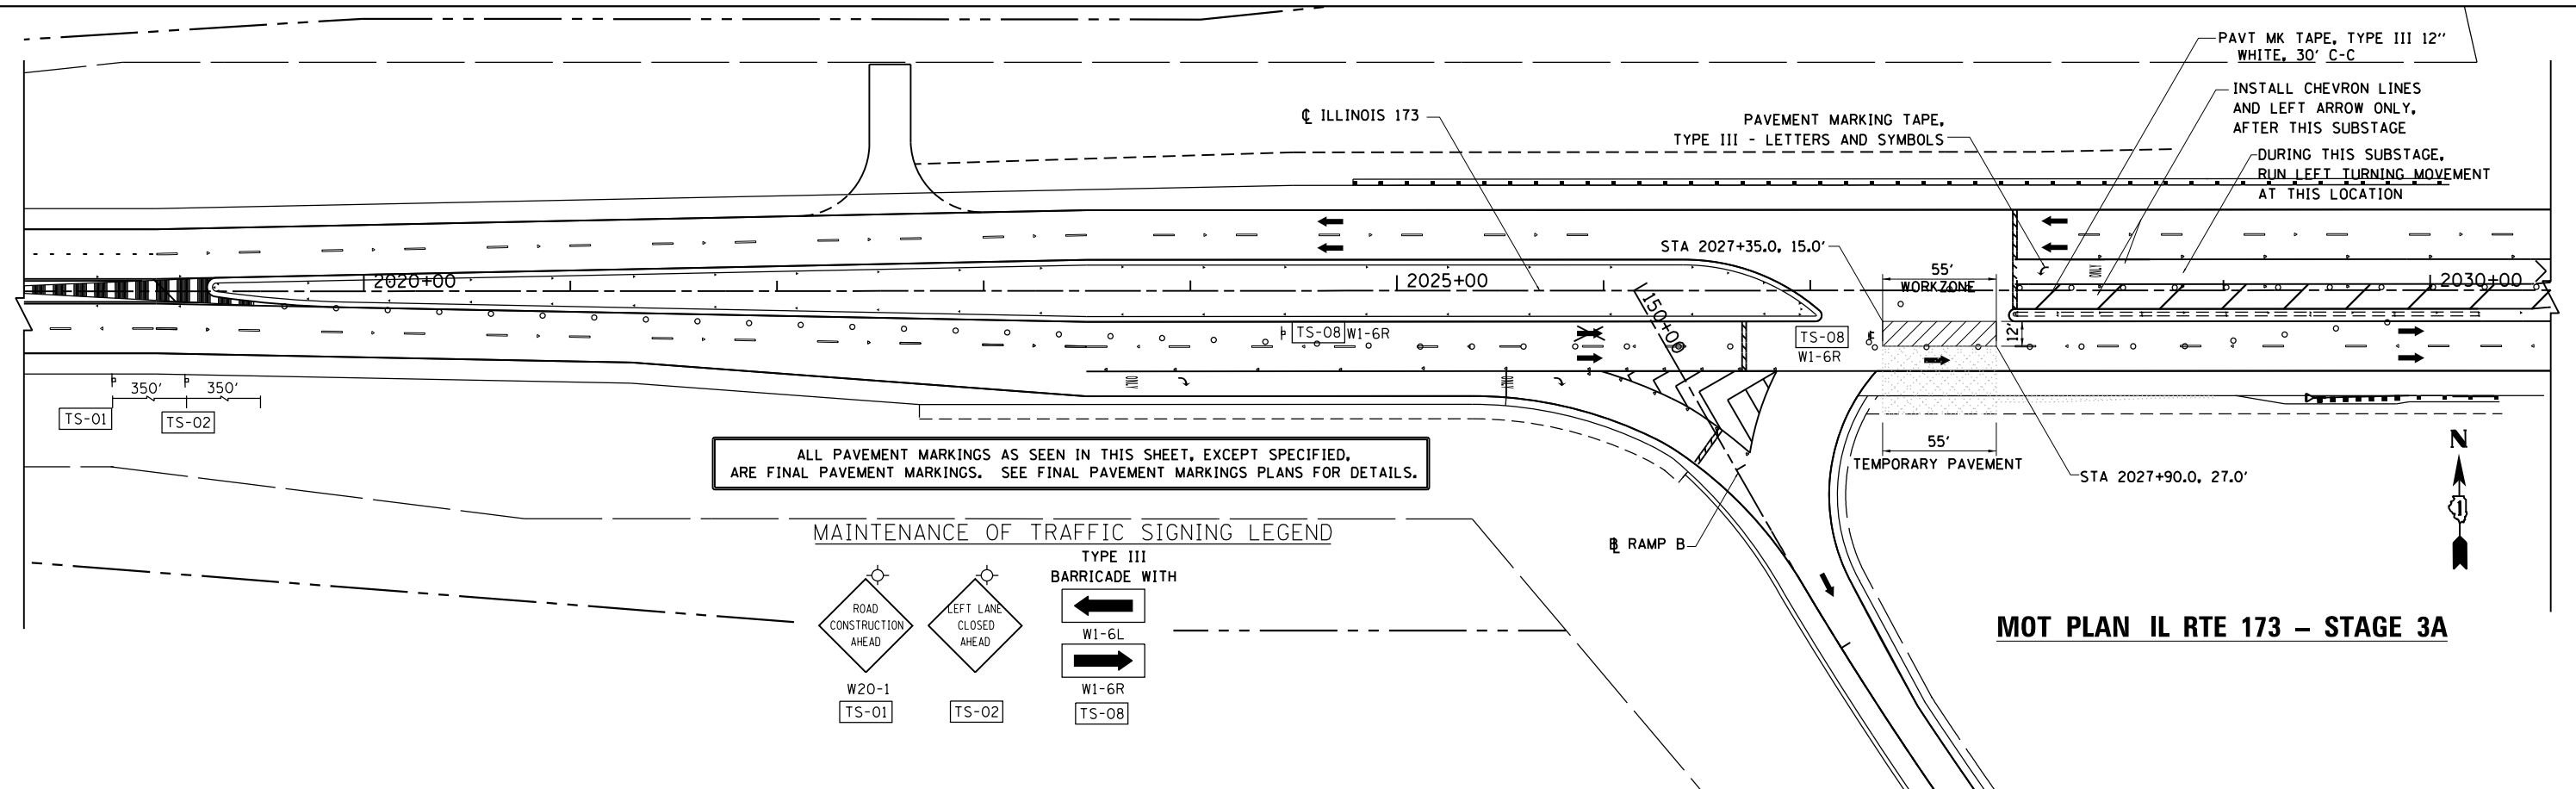 PAVT MK TAPE, TYPE III 12''
WHITE, 30' C-C
INSTALL CHEVRON LINES
AND LEFT ARROW ONLY,
AFTER THIS SUBSTAGE
DURING THIS SUBSTAGE,
RUN LEFT TURNING MOVEMENT
AT THIS LOCATION
℄ ILLINOIS 173
PAVEMENT MARKING TAPE,
TYPE III - LETTERS AND SYMBOLS
STA 2027+35.0, 15.0'
55'
WORKZONE
ONLY
2020+00
2025+00
2030+00
150+00
12'
TS-08 W1-6R
TS-08
W1-6R
350'
350'
TS-01
TS-02
ONLY
ONLY
55'
TEMPORARY PAVEMENT
STA 2027+90.0, 27.0'
N
1
ALL PAVEMENT MARKINGS AS SEEN IN THIS SHEET, EXCEPT SPECIFIED,
ARE FINAL PAVEMENT MARKINGS. SEE FINAL PAVEMENT MARKINGS PLANS FOR DETAILS.
MAINTENANCE OF TRAFFIC SIGNING LEGEND
TYPE III
BARRICADE WITH
ROAD
CONSTRUCTION
AHEAD
LEFT LANE
CLOSED
AHEAD
W1-6L
W1-6R
W20-1
TS-01
TS-02
TS-08
B RAMP B
MOT PLAN IL RTE 173 – STAGE 3A